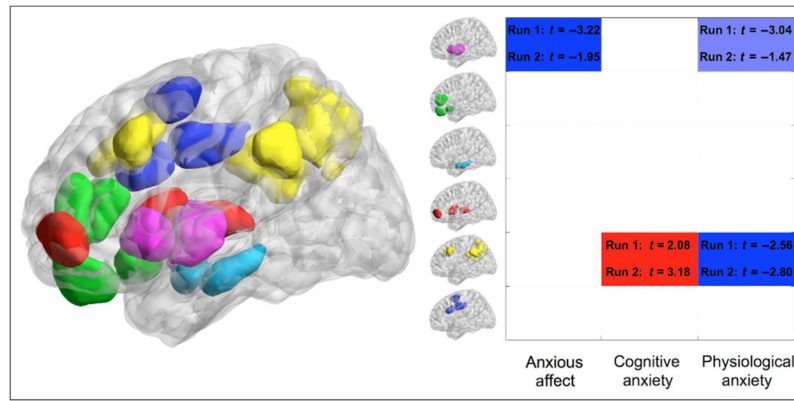 Run 1: t = –3.22
Run 2: t = –1.95
Run 1: t = –3.04
Run 2: t = –1.47
Run 1: t = 2.08
Run 2: t = 3.18
Run 1: t = –2.56
Run 2: t = –2.80
Anxious
affect
Cognitive
anxiety
Physiological
anxiety